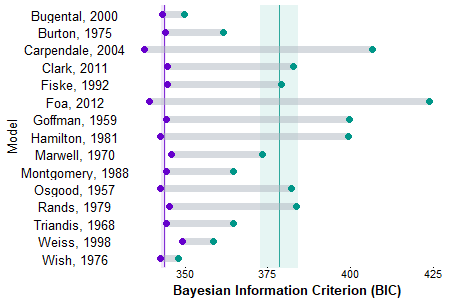 Bugental, 2000
Burton, 1975
Carpendale, 2004
Clark, 2011
Fiske, 1992
Foa, 2012
Goffman, 1959
Hamilton, 1981
Marwell, 1970
Montgomery, 1988
Osgood, 1957
Rands, 1979
Triandis, 1968
Weiss, 1998
Wish, 1976
Model
350 375 400 425
Bayesian Information Criterion (BIC)